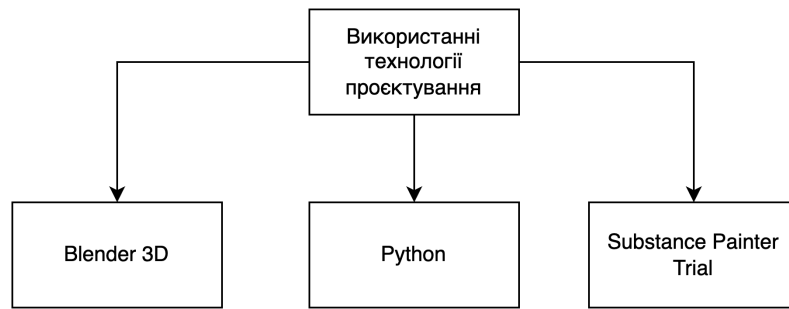 Використанні
технології
проєктування
Blender 3D
Python
Substance Painter
Trial